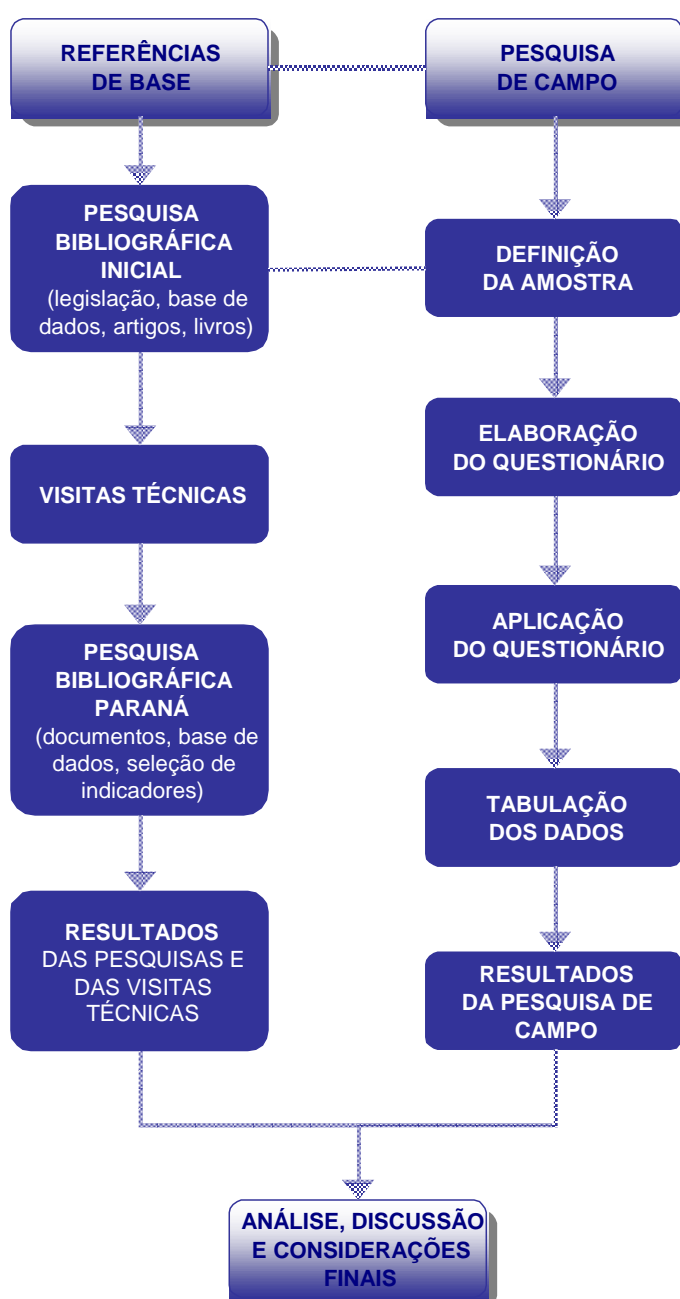 REFERÊNCIAS
DE BASE
PESQUISA
BIBLIOGRÁFICA
INICIAL
(legislação, base de
dados, artigos, livros)
VISITAS TÉCNICAS
PESQUISA
BIBLIOGRÁFICA
PARANÁ
(documentos, base de
dados, seleção de
indicadores)
RESULTADOS
DAS PESQUISAS E
DAS VISITAS
TÉCNICAS
PESQUISA
DE CAMPO
DEFINIÇÃO
DA AMOSTRA
ELABORAÇÃO
DO QUESTIONÁRIO
APLICAÇÃO
DO QUESTIONÁRIO
TABULAÇÃO
DOS DADOS
RESULTADOS
DA PESQUISA DE
CAMPO
ANÁLISE, DISCUSSÃO
E CONSIDERAÇÕES
FINAIS